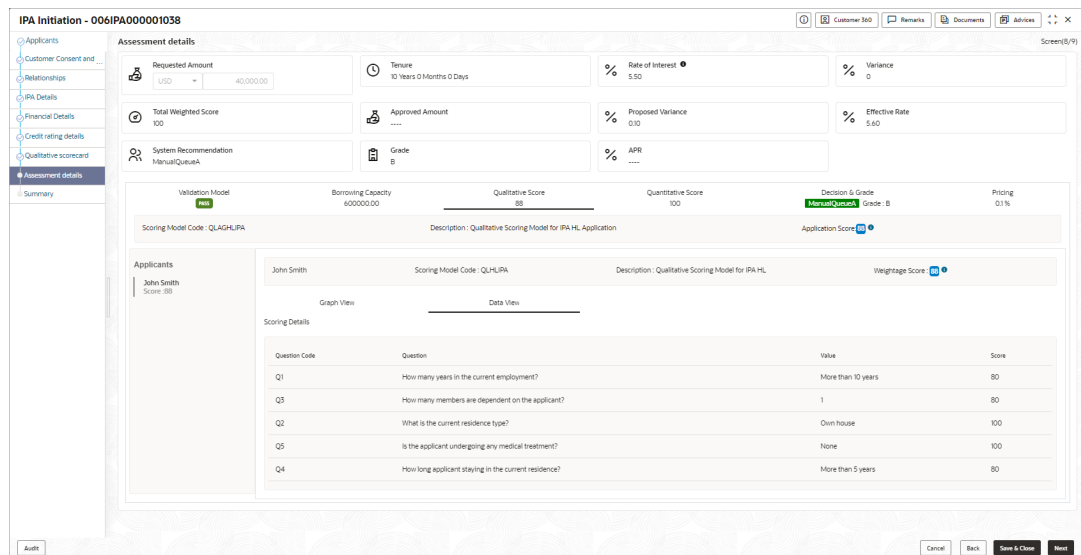 IPA Initiation - 006IPA000001038
Customer 360
Remarks
Documents
Advices
Applicants
Customer Consent and ...
Relationships
IPA Details
Financial Details
Credit rating details
Qualitative scorecard
Assessment details
Summary
Assessment details
Screen(8/9)
Requested Amount
USD 40,000.00
Tenure
10 Years 0 Months 0 Days
Rate of Interest
5.50
Variance
0
Total Weighted Score
100
Approved Amount
----
Proposed Variance
0.10
Effective Rate
5.60
System Recommendation
ManualQueueA
Grade
B
APR
----
Validation Model
PASS
Borrowing Capacity
600000.00
Qualitative Score
88
Quantitative Score
100
Decision & Grade
ManualQueueA Grade : B
Pricing
0.1 %
Scoring Model Code : QLAGHLIPA
Description : Qualitative Scoring Model for IPA HL Application
Application Score: 88
Applicants
John Smith
Score :88
John Smith
Scoring Model Code : QLHLIPA
Description : Qualitative Scoring Model for IPA HL
Weightage Score : 88
Graph View
Data View
Scoring Details
Question Code Question Value Score
Q1 How many years in the current employment? More than 10 years 80
Q3 How many members are dependent on the applicant? 1 80
Q2 What is the current residence type? Own house 100
Q5 Is the applicant undergoing any medical treatment? None 100
Q4 How long applicant staying in the current residence? More than 5 years 80
Audit
Cancel
Back
Save & Close
Next